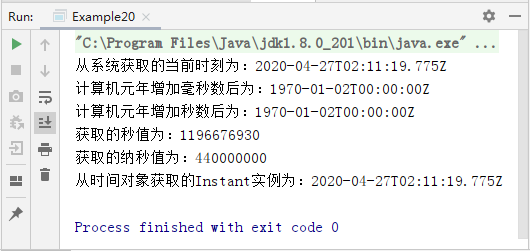 Run: Example20
"C:\Program Files\Java\jdk1.8.0_201\bin\java.exe" ...
从系统获取的当前时刻为：2020-04-27T02:11:19.775Z
计算机元年增加毫秒数后为：1970-01-02T00:00:00Z
计算机元年增加秒数后为：1970-01-02T00:00:00Z
获取的秒值为：1196676930
获取的纳秒值为：440000000
从时间对象获取的Instant实例为：2020-04-27T02:11:19.775Z
Process finished with exit code 0